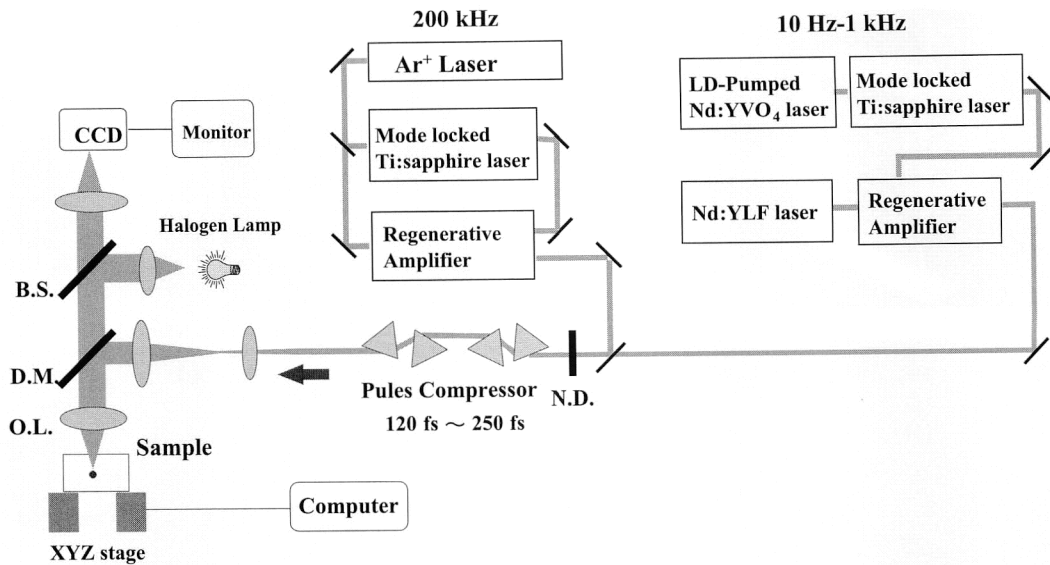 200 kHz
10 Hz-1 kHz
Ar⁺ Laser
LD-Pumped
Nd:YVO₄ laser
Mode locked
Ti:sapphire laser
CCD
Monitor
Mode locked
Ti:sapphire laser
Nd:YLF laser
Regenerative
Amplifier
Halogen Lamp
Regenerative
Amplifier
B.S.
D.M.
Pules Compressor
120 fs ~ 250 fs
N.D.
O.L.
Sample
Computer
XYZ stage